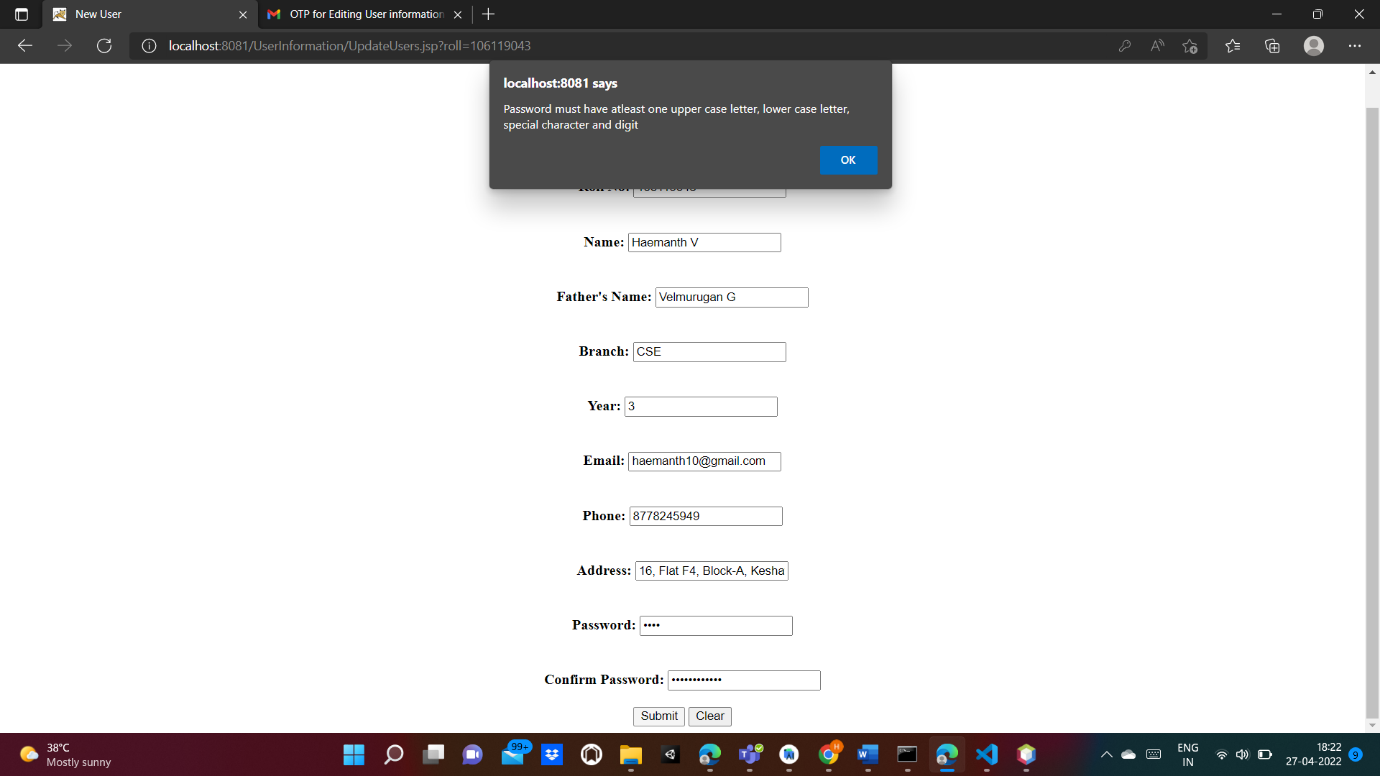 New User
OTP for Editing User information
localhost:8081/UserInformation/UpdateUsers.jsp?roll=106119043
localhost:8081 says
Password must have atleast one upper case letter, lower case letter,
special character and digit
OK
Name: Haemanth V
Father's Name: Velmurugan G
Branch: CSE
Year: 3
Email: haemanth10@gmail.com
Phone: 8778245949
Address: 16, Flat F4, Block-A, Kesha
Password: ••••
Confirm Password: ••••••••••••
Submit Clear
38°C
Mostly sunny
99+
ENG
IN
18:22
27-04-2022
9